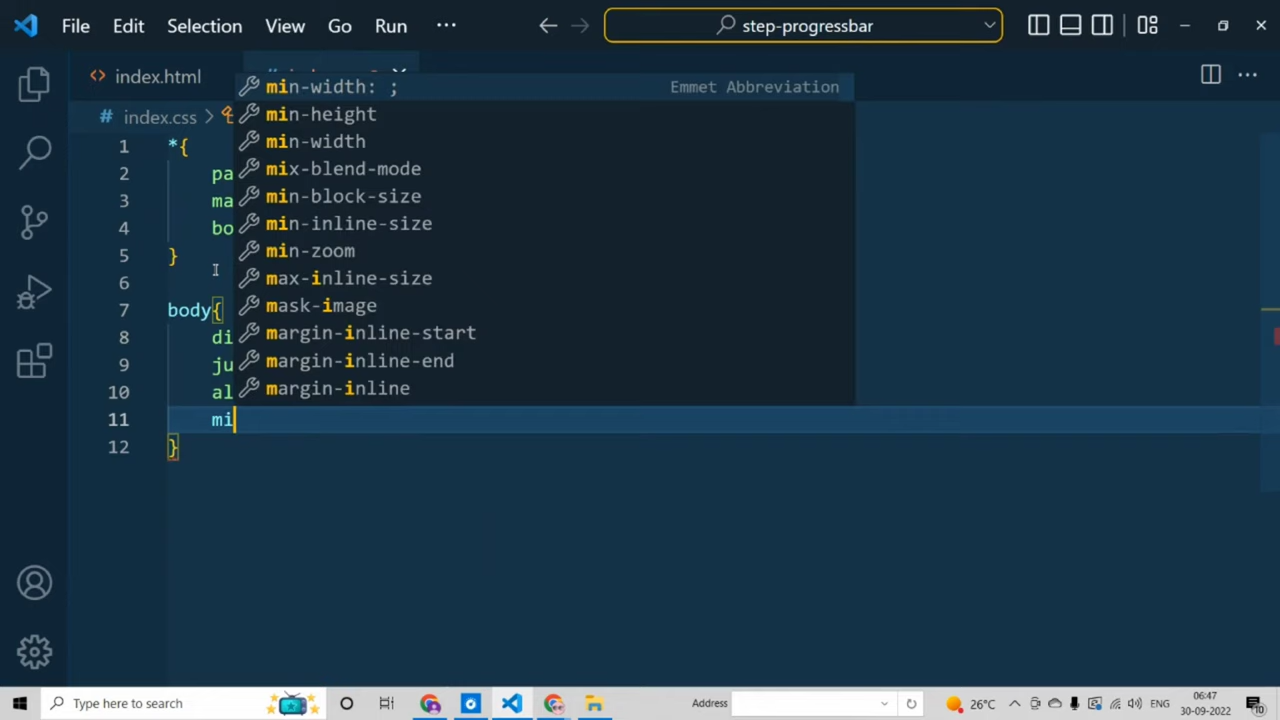 File Edit Selection View Go Run ··· step-progressbar
index.html
index.css
min-width: ; Emmet Abbreviation
min-height
min-width
mix-blend-mode
min-block-size
min-inline-size
min-zoom
max-inline-size
mask-image
margin-inline-start
margin-inline-end
margin-inline
1 *{
2 pa
3 ma
4 bo
5 }
6
7 body{
8 di
9 ju
10 al
11 mi
12 }
Type here to search
Address
26°C
ENG
06:47
30-09-2022
10